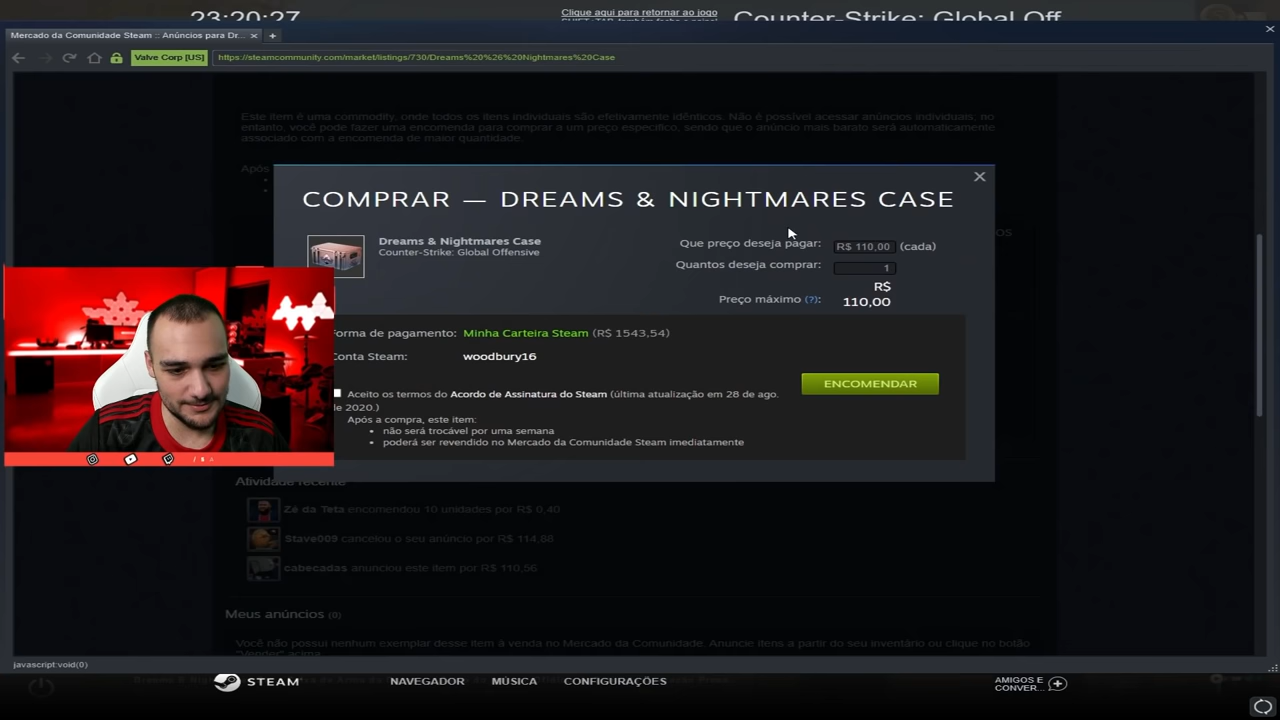 23:20:27
Clique aqui para retornar ao jogo
Counter-Strike: Global Off
Mercado da Comunidade Steam :: Anúncios para Dr...
Valve Corp [US]
https://steamcommunity.com/market/listings/730/Dreams%20%26%20Nightmares%20Case
Este item é uma commodity, onde todos os itens individuais são efetivamente idênticos. Não é possível acessar anúncios individuais, no
entanto, você pode fazer uma encomenda para comprar a um preço específico, sendo que o anúncio mais barato será automaticamente
associado com a encomenda de maior quantidade.
Após
COMPRAR — DREAMS & NIGHTMARES CASE
Dreams & Nightmares Case
Counter-Strike: Global Offensive
Que preço deseja pagar: R$ 110,00 (cada)
Quantos deseja comprar: 1
Preço máximo (?): R$ 110,00
orma de pagamento: Minha Carteira Steam (R$ 1543,54)
onta Steam: woodbury16
Aceito os termos do Acordo de Assinatura do Steam (última atualização em 28 de ago.
de 2020.)
ENCOMENDAR
Após a compra, este item:
• não será trocável por uma semana
• poderá ser revendido no Mercado da Comunidade Steam imediatamente
Atividade recente
Zé da Teta encomendou 10 unidades por R$ 0,40
Stave009 cancelou o seu anúncio por R$ 114,88
cabecadas anunciou este item por R$ 110,56
Meus anúncios (0)
Você não possui nenhum exemplar desse item à venda no Mercado da Comunidade. Anuncie itens a partir do seu inventário ou clique no botão
"Vender" acima.
javascript:void(0)
STEAM
NAVEGADOR
MÚSICA
CONFIGURAÇÕES
AMIGOS E
CONVER...